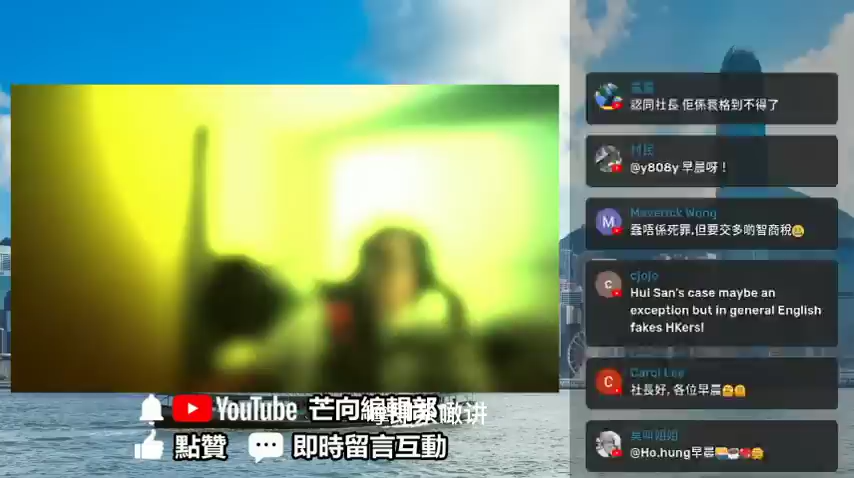 認同社長 佢係衰格到不得了
村民
@y808y 早晨呀！
Maverick Wong
蠢唔係死罪,但要交多啲智商稅😄
cjojo
Hui San's case maybe an
exception but in general English
fakes HKers!
Carol Lee
社長好, 各位早晨
@Ho.hung早晨
YouTube 芒向編輯部
點贊 即時留言互動